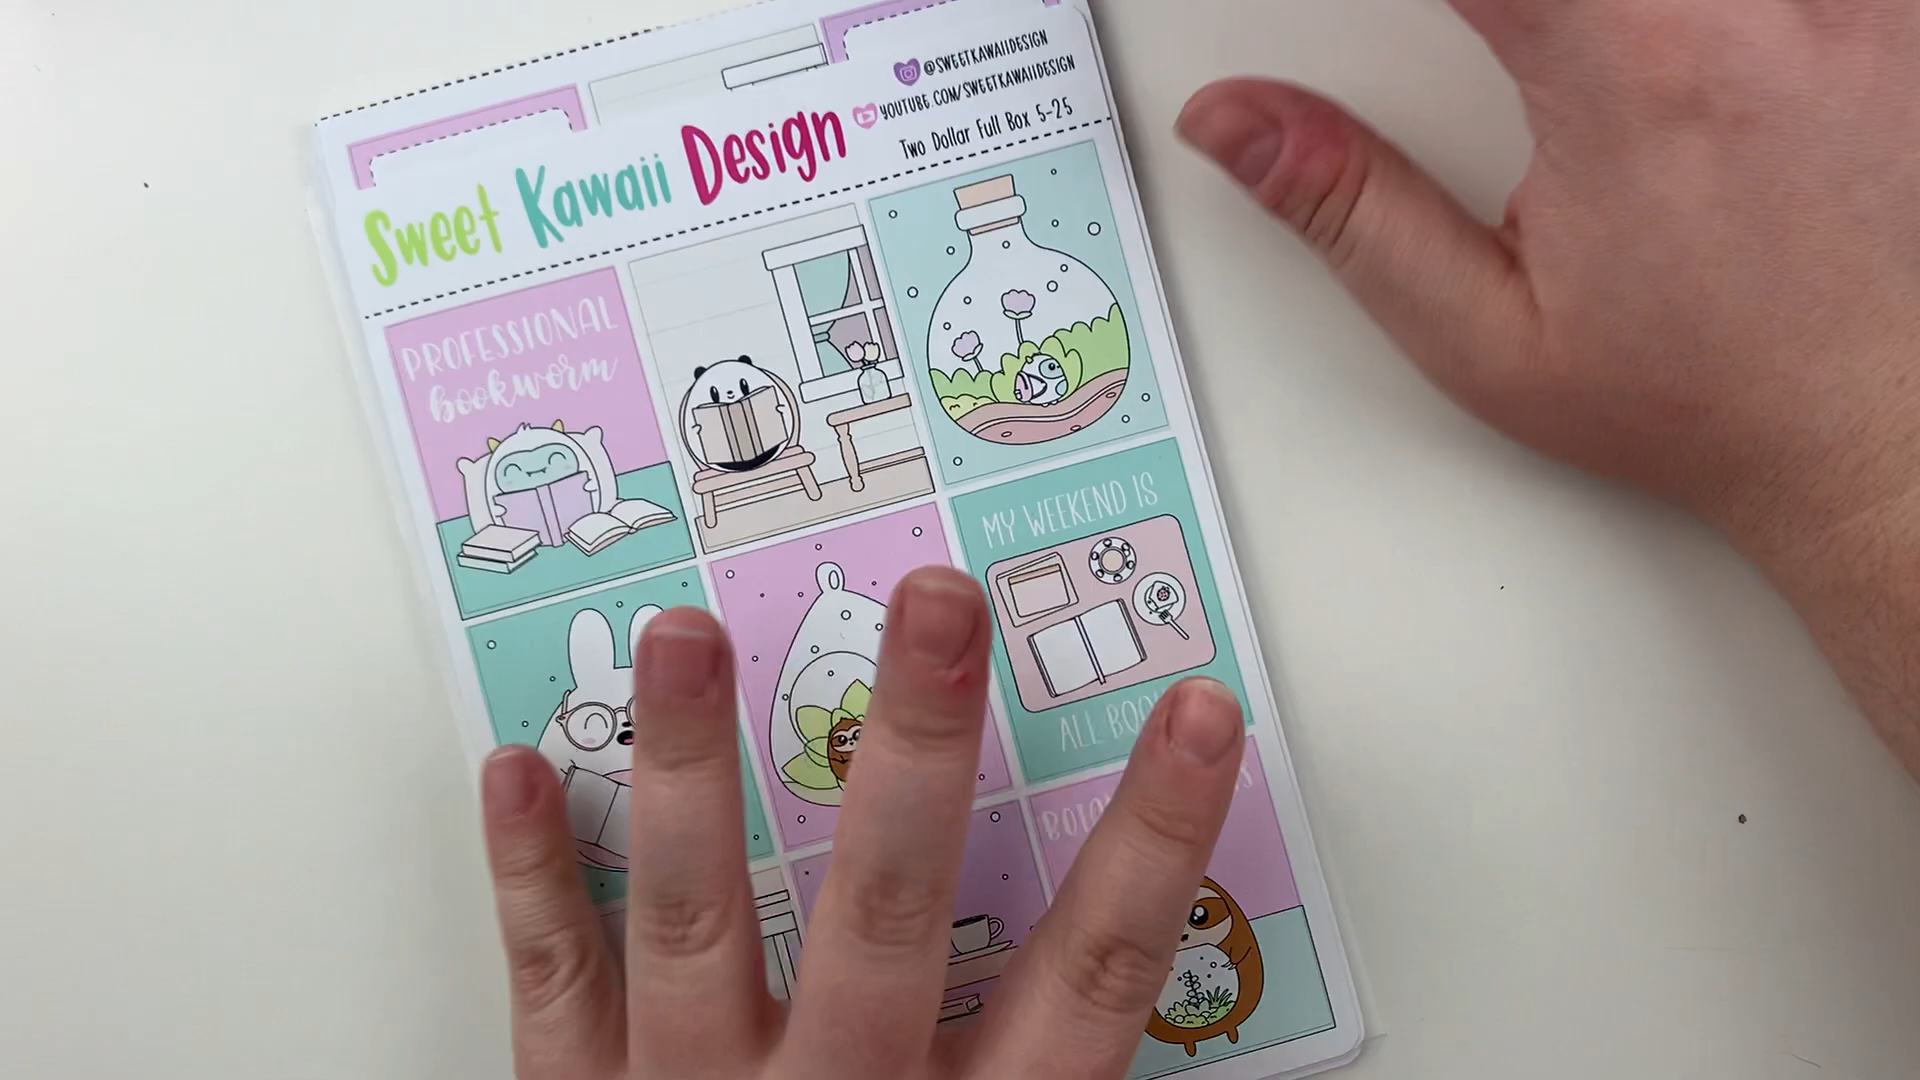 @SWEETKAWAIIDESIGN
YOUTUBE.COM/SWEETKAWAIIDESIGN
Two Dollar Full Box 5-25
Sweet Kawaii Design
PROFESSIONAL
bookworm
MY WEEKEND IS
ALL